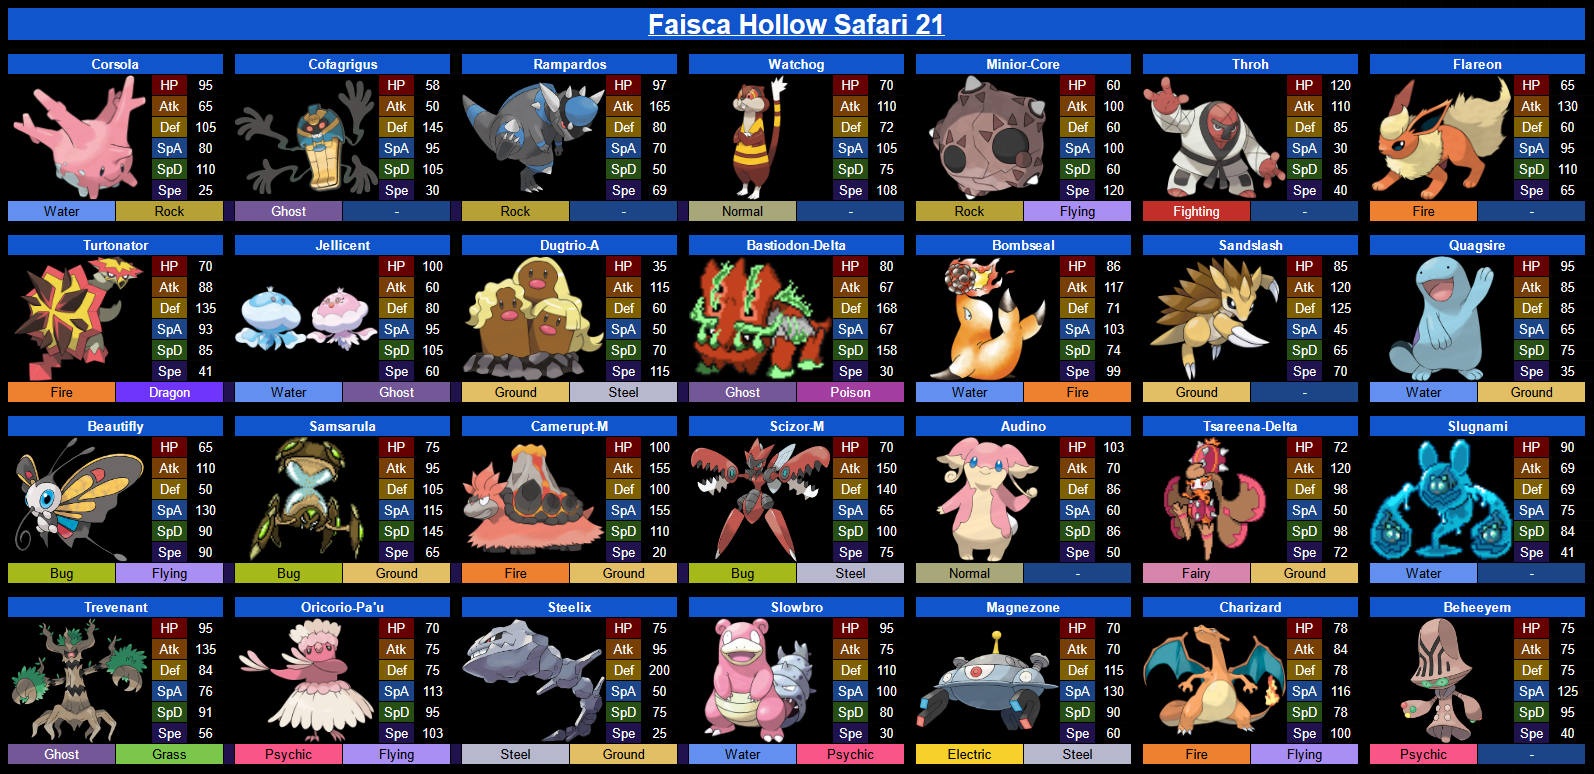 Faisca Hollow Safari 21
Corsola Cofagrigus Rampardos Watchog Minior-Core Throh Flareon
HP 95 HP 58 HP 97 HP 70 HP 60 HP 120 HP 65
Atk 65 Atk 50 Atk 165 Atk 110 Atk 100 Atk 110 Atk 130
Def 105 Def 145 Def 80 Def 72 Def 60 Def 85 Def 60
SpA 80 SpA 95 SpA 70 SpA 105 SpA 100 SpA 30 SpA 95
SpD 110 SpD 105 SpD 50 SpD 75 SpD 60 SpD 85 SpD 110
Spe 25 Spe 30 Spe 69 Spe 108 Spe 120 Spe 40 Spe 65
Water Rock Ghost - Rock - Normal - Rock Flying Fighting - Fire -
Turtonator Jellicent Dugtrio-A Bastiodon-Delta Bombseal Sandslash Quagsire
HP 70 HP 100 HP 35 HP 80 HP 86 HP 85 HP 95
Atk 88 Atk 60 Atk 115 Atk 67 Atk 117 Atk 120 Atk 85
Def 135 Def 80 Def 60 Def 168 Def 71 Def 125 Def 85
SpA 93 SpA 95 SpA 50 SpA 67 SpA 103 SpA 45 SpA 65
SpD 85 SpD 105 SpD 70 SpD 158 SpD 74 SpD 65 SpD 75
Spe 41 Spe 60 Spe 115 Spe 30 Spe 99 Spe 70 Spe 35
Fire Dragon Water Ghost Ground Steel Ghost Poison Water Fire Ground - Water Ground
Beautifly Samsarula Camerupt-M Scizor-M Audino Tsareena-Delta Slugnami
HP 65 HP 75 HP 100 HP 70 HP 103 HP 72 HP 90
Atk 110 Atk 95 Atk 155 Atk 150 Atk 70 Atk 120 Atk 69
Def 50 Def 105 Def 100 Def 140 Def 86 Def 98 Def 69
SpA 130 SpA 115 SpA 155 SpA 65 SpA 60 SpA 50 SpA 75
SpD 90 SpD 145 SpD 110 SpD 100 SpD 86 SpD 98 SpD 84
Spe 90 Spe 65 Spe 20 Spe 75 Spe 50 Spe 72 Spe 41
Bug Flying Bug Ground Fire Ground Bug Steel Normal - Fairy Ground Water -
Trevenant Oricorio-Pa'u Steelix Slowbro Magnezone Charizard Beheeyem
HP 95 HP 70 HP 75 HP 95 HP 70 HP 78 HP 75
Atk 135 Atk 75 Atk 95 Atk 75 Atk 70 Atk 84 Atk 75
Def 84 Def 75 Def 200 Def 110 Def 115 Def 78 Def 75
SpA 76 SpA 113 SpA 50 SpA 100 SpA 130 SpA 116 SpA 125
SpD 91 SpD 95 SpD 75 SpD 80 SpD 90 SpD 78 SpD 95
Spe 56 Spe 103 Spe 25 Spe 30 Spe 60 Spe 100 Spe 40
Ghost Grass Psychic Flying Steel Ground Water Psychic Electric Steel Fire Flying Psychic -